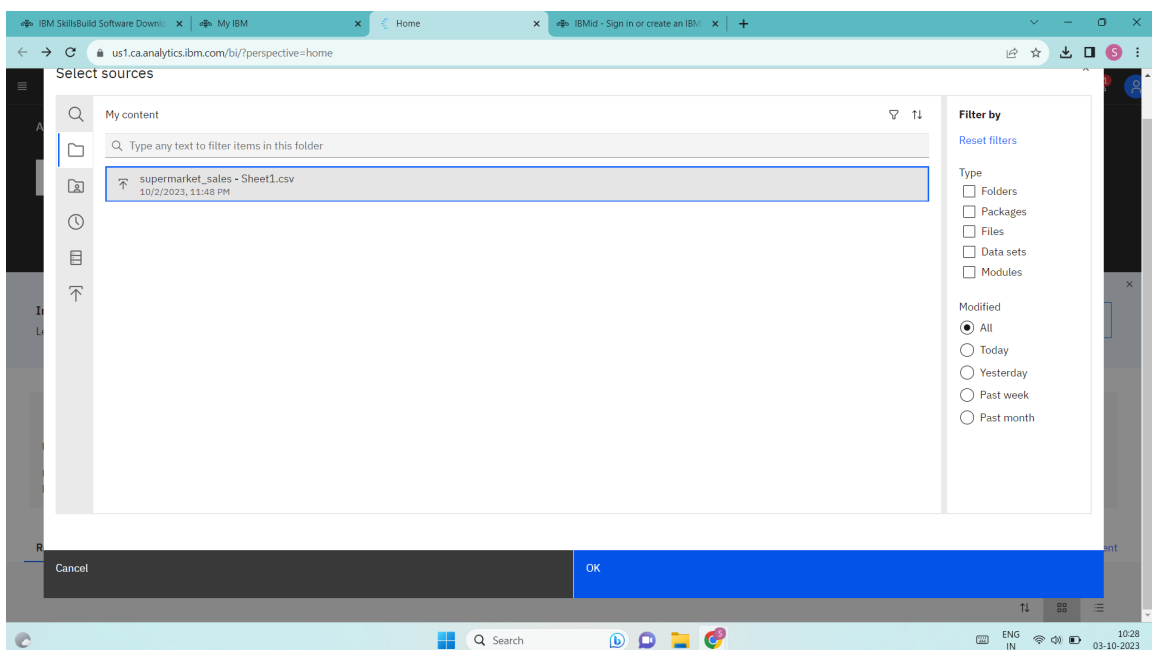 IBM SkillsBuild Software Downlo
My IBM
Home
IBMid - Sign in or create an IBM
us1.ca.analytics.ibm.com/bi/?perspective=home
S
Select sources
My content
Type any text to filter items in this folder
supermarket_sales - Sheet1.csv
10/2/2023, 11:48 PM
Filter by
Reset filters
Type
Folders
Packages
Files
Data sets
Modules
Modified
All
Today
Yesterday
Past week
Past month
Cancel
OK
Search
ENG
IN
10:28
03-10-2023